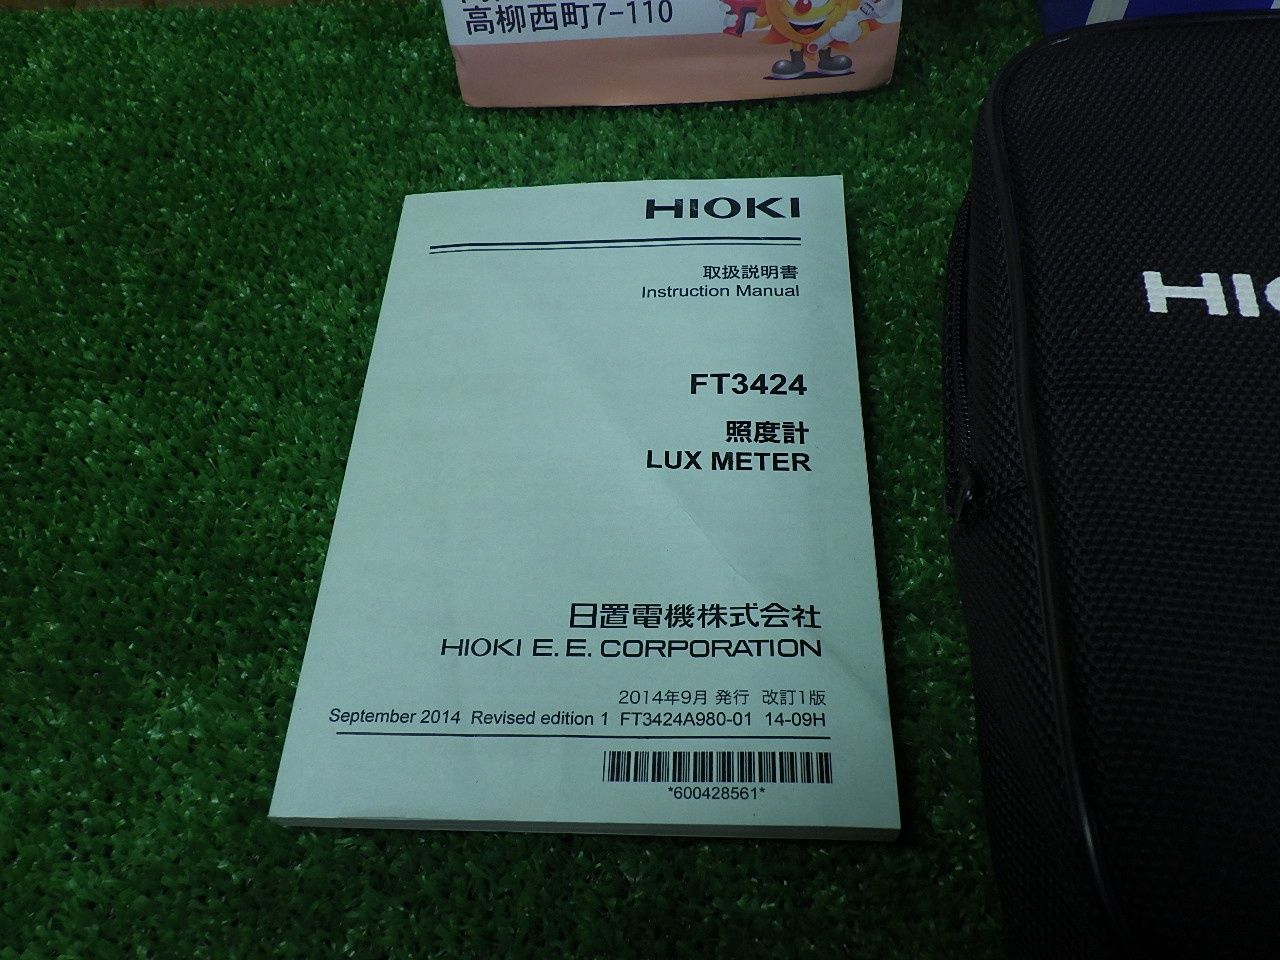 高柳西町7-110
HIOKI
取扱説明書
Instruction Manual
FT3424
照度計
LUX METER
日置電機株式会社
HIOKI E. E. CORPORATION
2014年9月 発行 改訂1版
September 2014 Revised edition 1 FT3424A980-01 14-09H
*600428561*
HIO